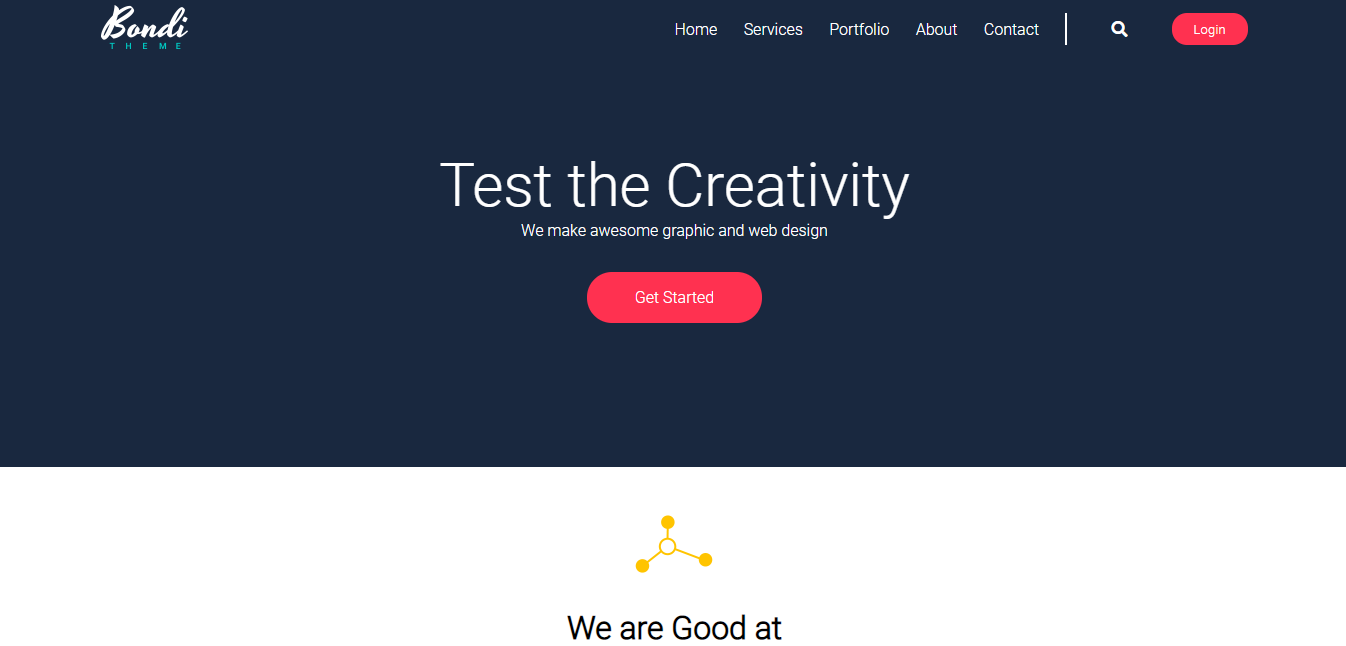 Bondi
THEME
Home Services Portfolio About Contact Login
Test the Creativity
We make awesome graphic and web design
Get Started
We are Good at